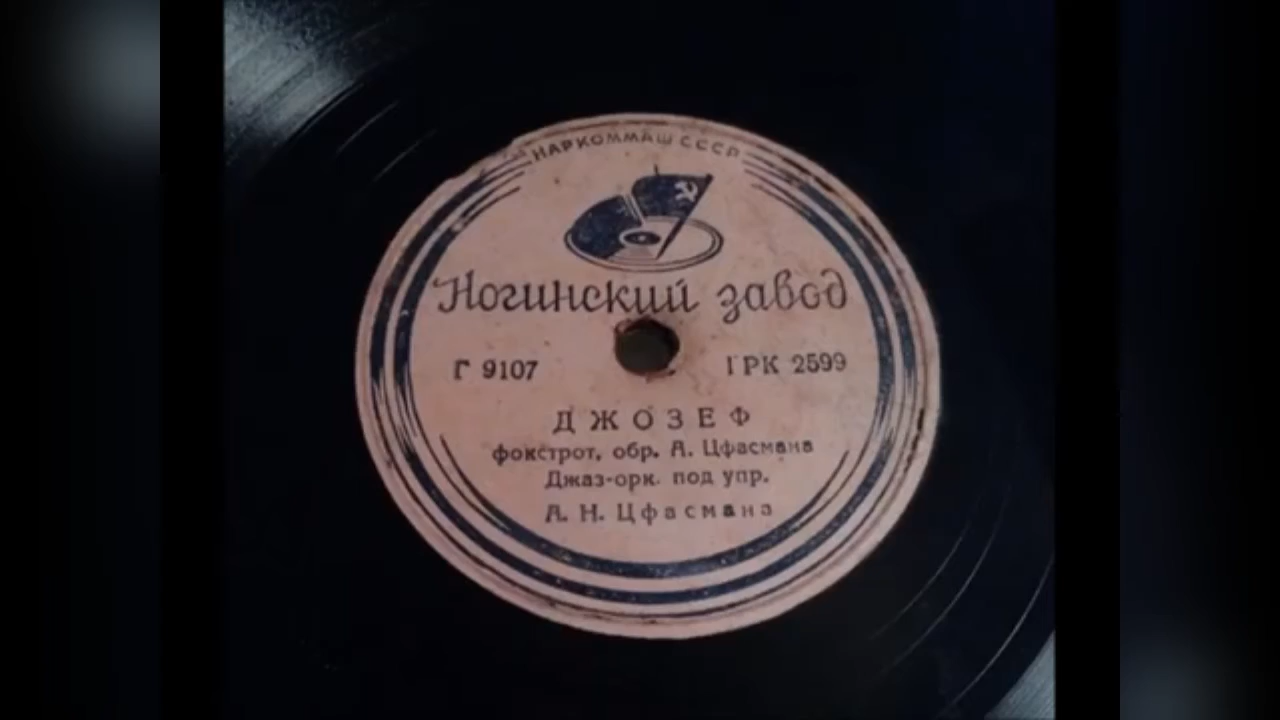 НАРКОММАШ СССР
Ногинский завод
Г 9107 ГРК 2599
ДЖОЗЕФ
фокстрот, обр. А. Цфасмана
Джаз-орк. под упр.
А. Н. Цфасмана